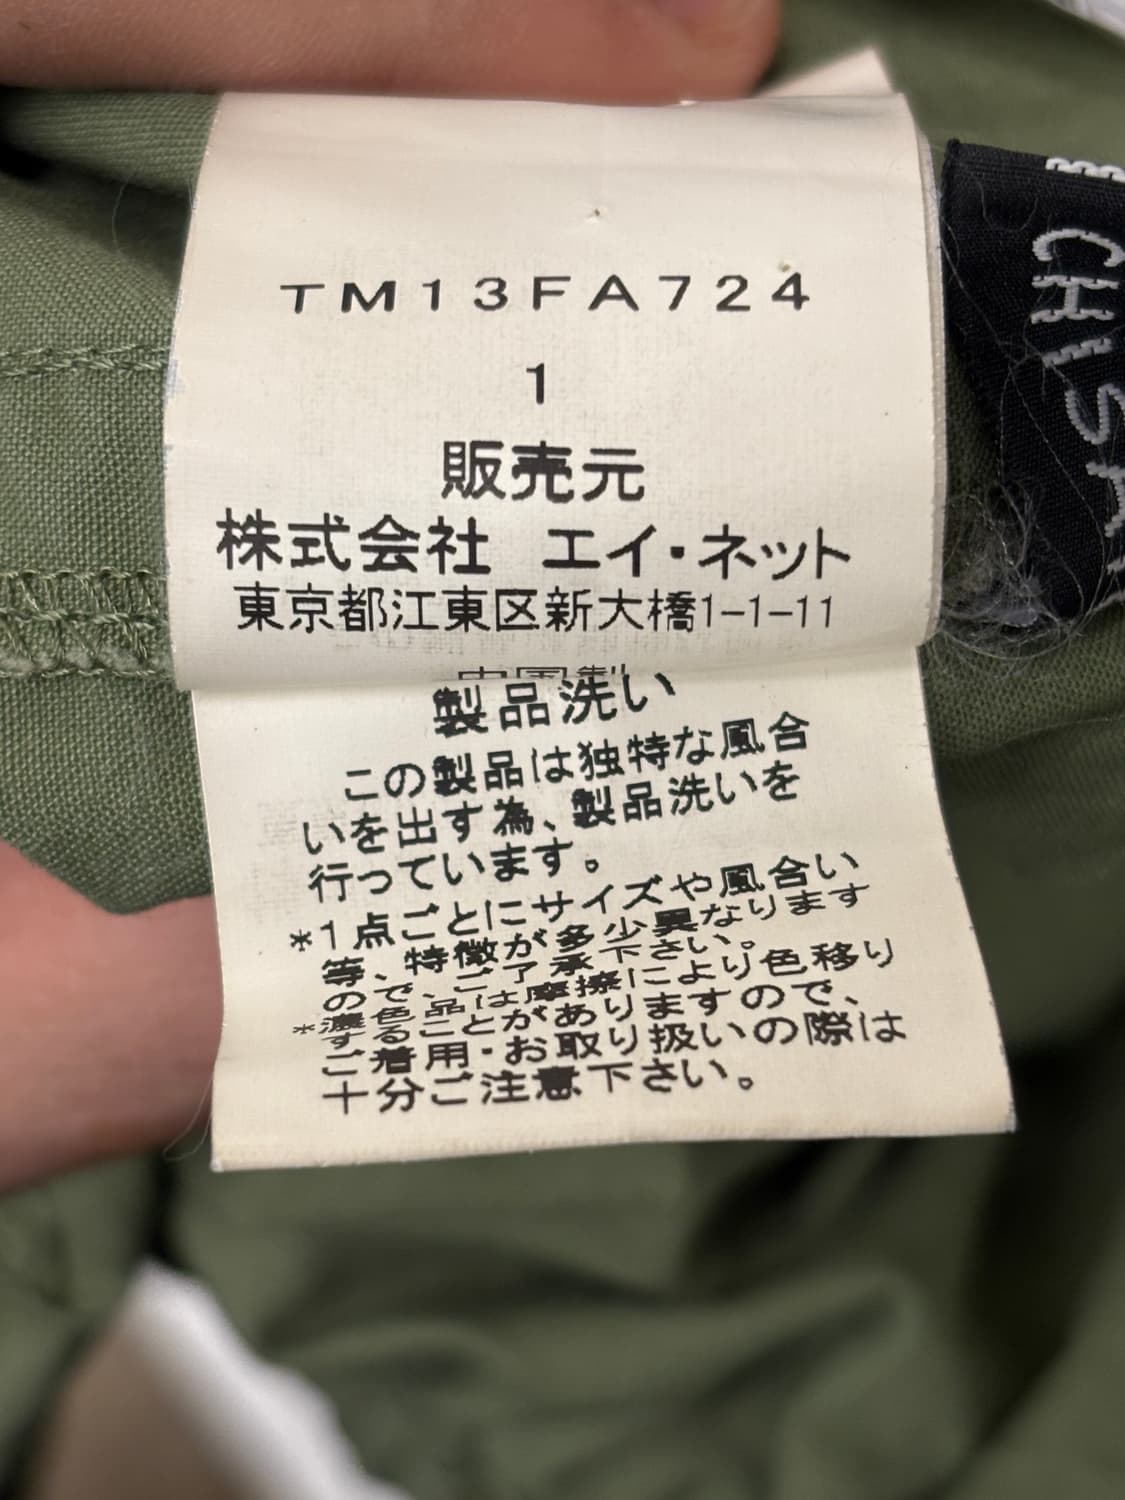 TM13FA724
1
販売元
株式会社 エイ・ネット
東京都江東区新大橋1-1-11
中国製
製品洗い
この製品は独特な風合
いを出す為、製品洗いを
行っています。
*1点ごとにサイズや風合い
等、特徴が多少異なります
ので、ご了承下さい。
*濃色品は摩擦により色移り
することがありますので、
ご着用・お取り扱いの際は
十分ご注意下さい。
CHISA